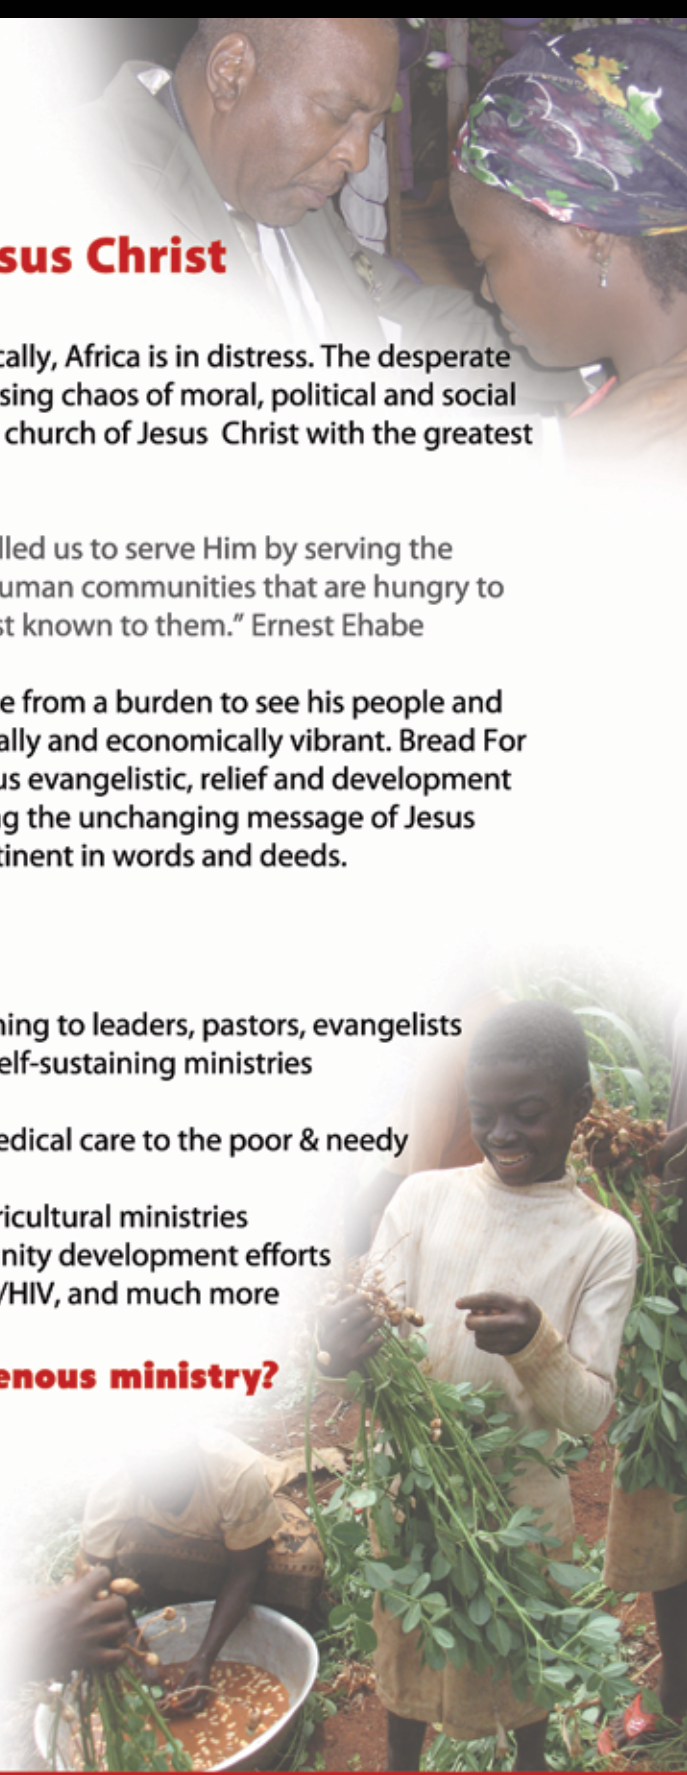 sus Christ
cally, Africa is in distress. The desperate
sing chaos of moral, political and social
church of Jesus Christ with the greatest
lled us to serve Him by serving the
uman communities that are hungry to
st known to them.” Ernest Ehabe
e from a burden to see his people and
ally and economically vibrant. Bread For
us evangelistic, relief and development
ng the unchanging message of Jesus
tinent in words and deeds.
ning to leaders, pastors, evangelists
elf-sustaining ministries
edical care to the poor & needy
ricultural ministries
nity development efforts
/HIV, and much more
enous ministry?